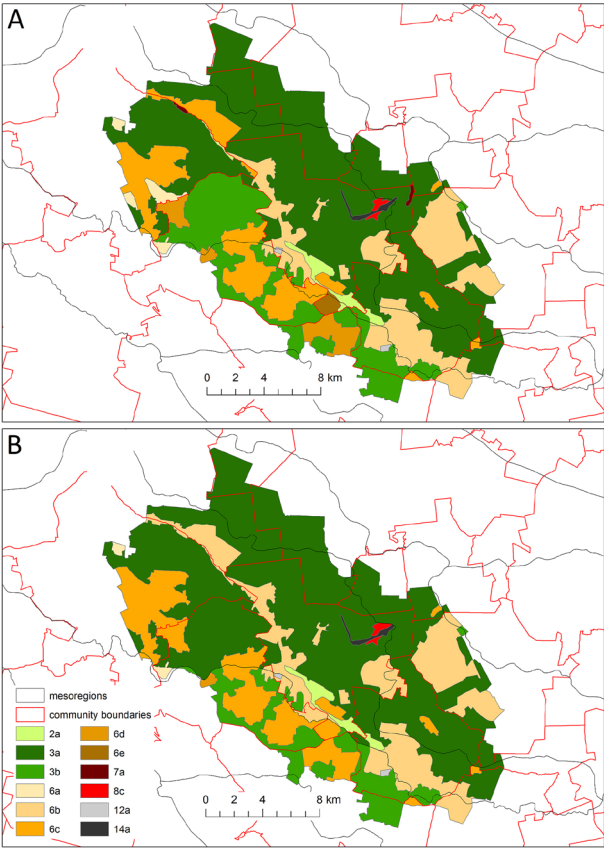 A
0 2 4 8 km
B
mesoregions
community boundaries
2a 6d
3a 6e
3b 7a
6a 8c
6b 12a
6c 14a
0 2 4 8 km